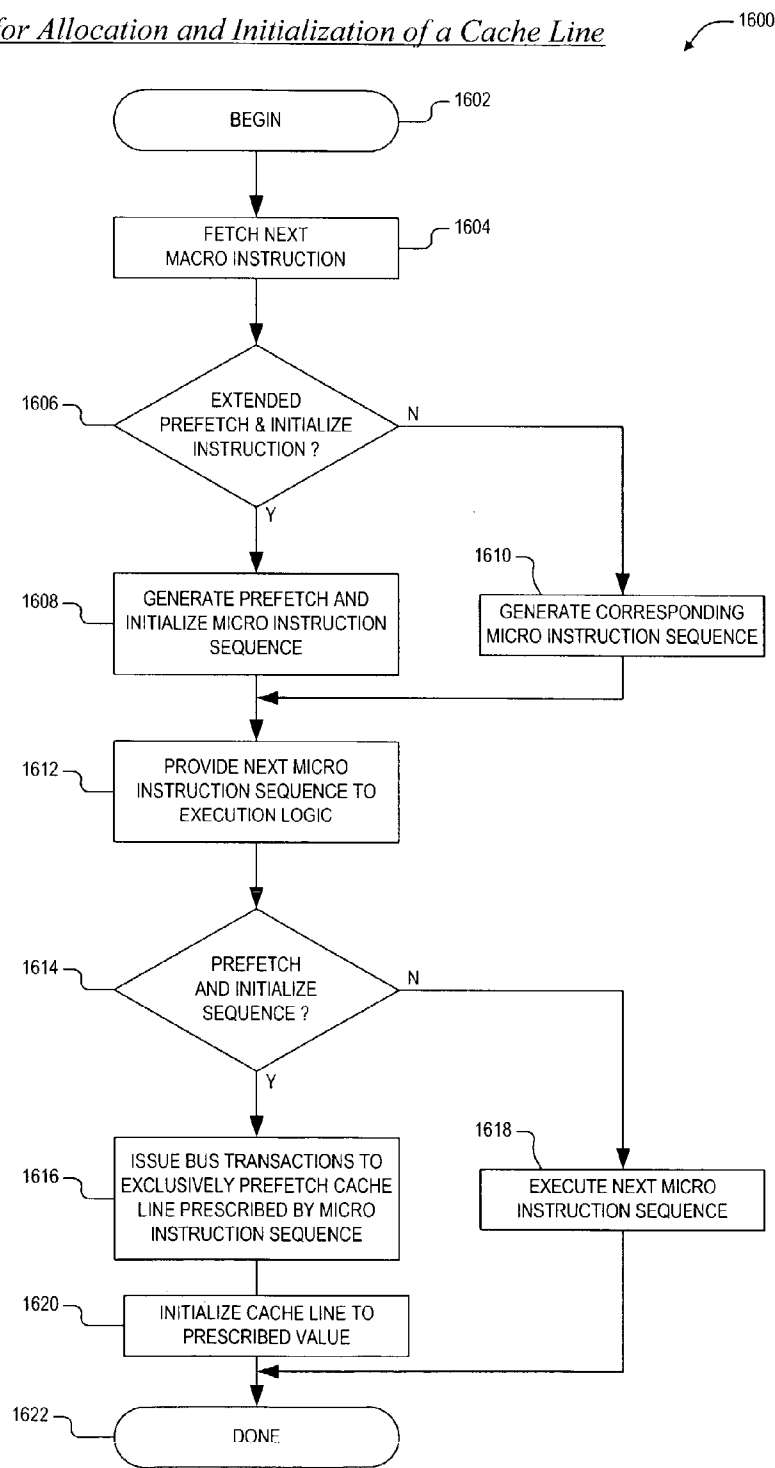 for Allocation and Initialization of a Cache Line
1600
BEGIN
1602
FETCH NEXT
MACRO INSTRUCTION
1604
1606
EXTENDED
PREFETCH & INITIALIZE
INSTRUCTION ?
N
Y
1608
GENERATE PREFETCH AND
INITIALIZE MICRO INSTRUCTION
SEQUENCE
1610
GENERATE CORRESPONDING
MICRO INSTRUCTION SEQUENCE
1612
PROVIDE NEXT MICRO
INSTRUCTION SEQUENCE TO
EXECUTION LOGIC
1614
PREFETCH
AND INITIALIZE
SEQUENCE ?
N
Y
1616
ISSUE BUS TRANSACTIONS TO
EXCLUSIVELY PREFETCH CACHE
LINE PRESCRIBED BY MICRO
INSTRUCTION SEQUENCE
1618
EXECUTE NEXT MICRO
INSTRUCTION SEQUENCE
1620
INITIALIZE CACHE LINE TO
PRESCRIBED VALUE
1622
DONE